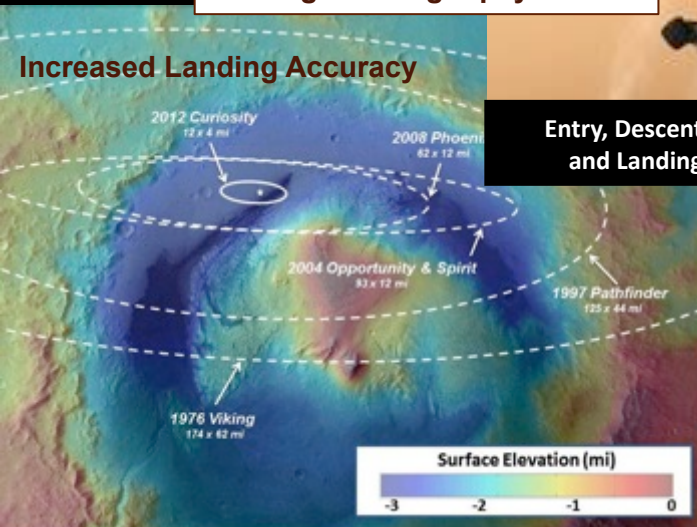 Increased Landing Accuracy
2012 Curiosity
12 x 4 mi
2008 Phoeni
62 x 12 mi
Entry, Descent
and Landing
2004 Opportunity & Spirit
93 x 12 mi
1997 Pathfinder
125 x 44 mi
1976 Viking
174 x 62 mi
Surface Elevation (mi)
-3 -2 -1 0